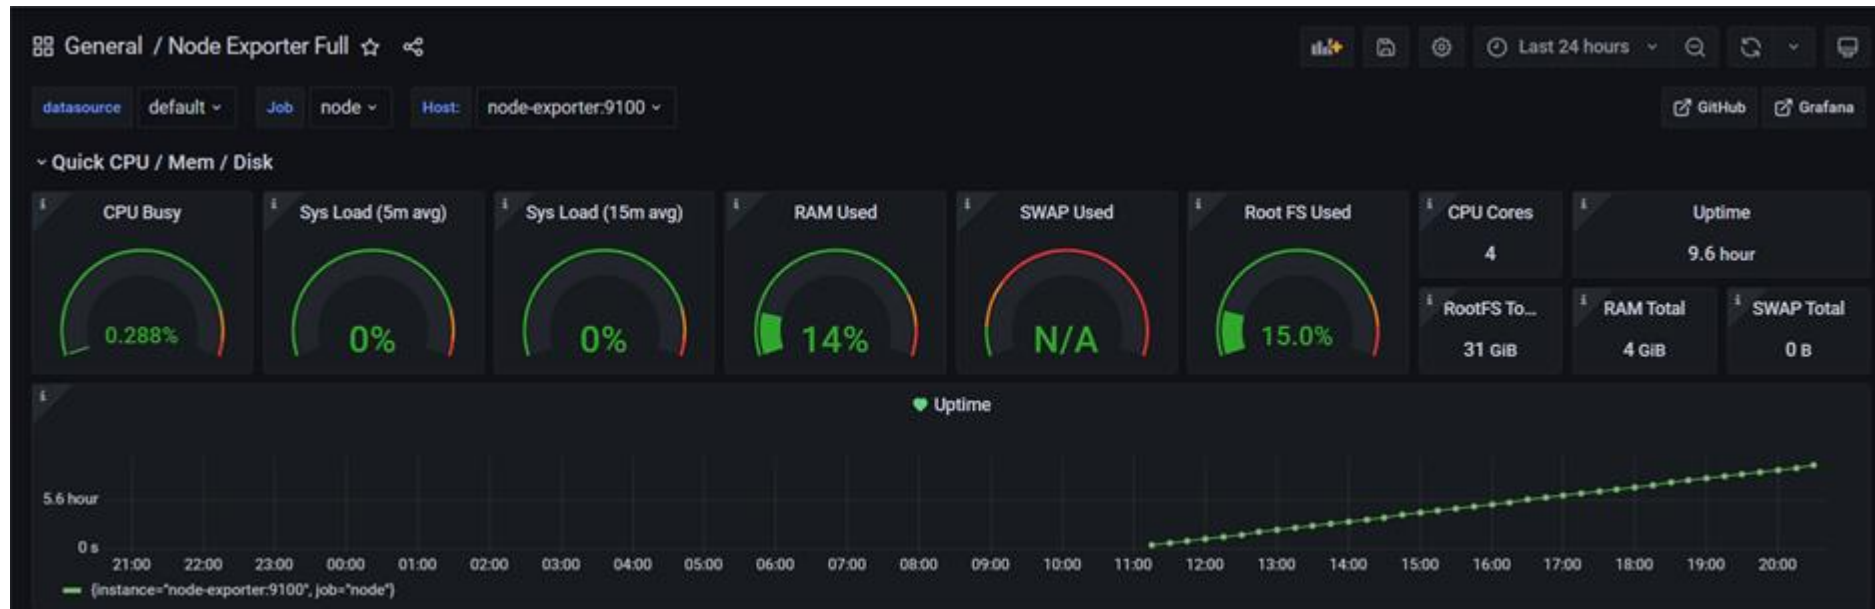 General / Node Exporter Full
Last 24 hours
datasource default Job node Host: node-exporter:9100 GitHub Grafana
Quick CPU / Mem / Disk
CPU Busy
0.288%
Sys Load (5m avg)
0%
Sys Load (15m avg)
0%
RAM Used
14%
SWAP Used
N/A
Root FS Used
15.0%
CPU Cores
4
Uptime
9.6 hour
RootFS To...
31 GiB
RAM Total
4 GiB
SWAP Total
0 B
Uptime
5.6 hour
0 s
21:00 22:00 23:00 00:00 01:00 02:00 03:00 04:00 05:00 06:00 07:00 08:00 09:00 10:00 11:00 12:00 13:00 14:00 15:00 16:00 17:00 18:00 19:00 20:00
{instance="node-exporter:9100", job="node"}